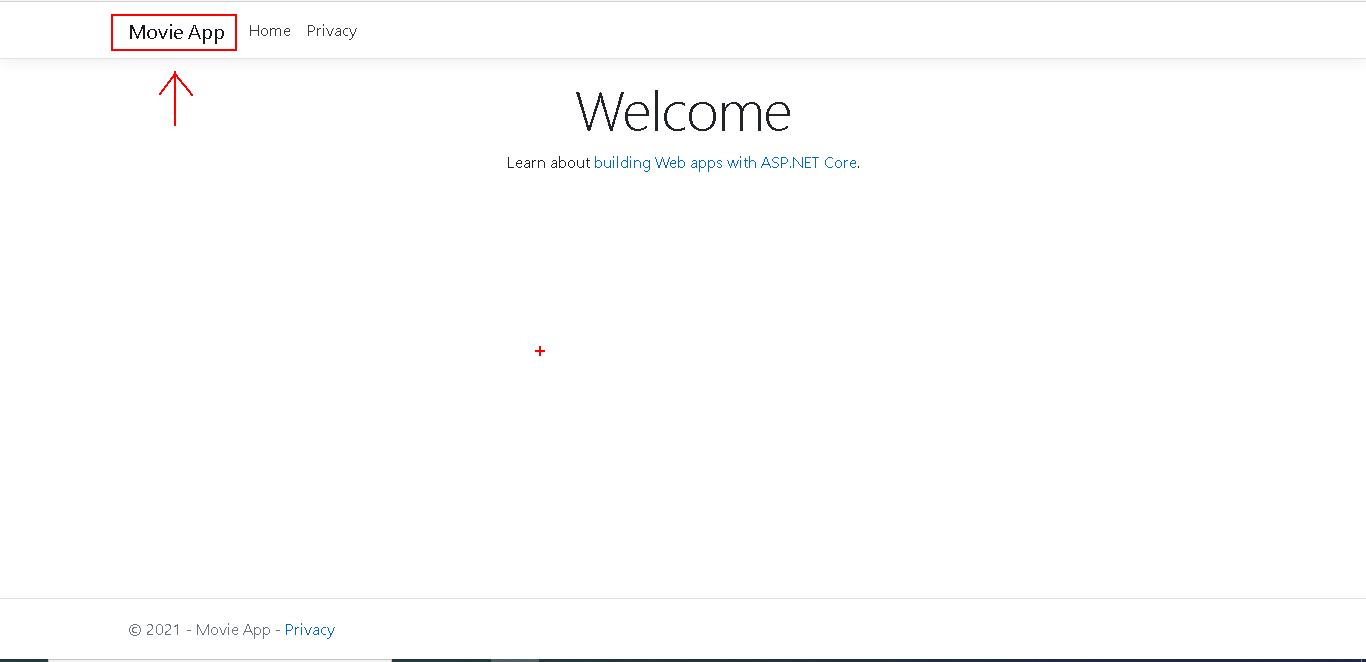 Movie App Home Privacy
Welcome
Learn about building Web apps with ASP.NET Core.
© 2021 - Movie App - Privacy